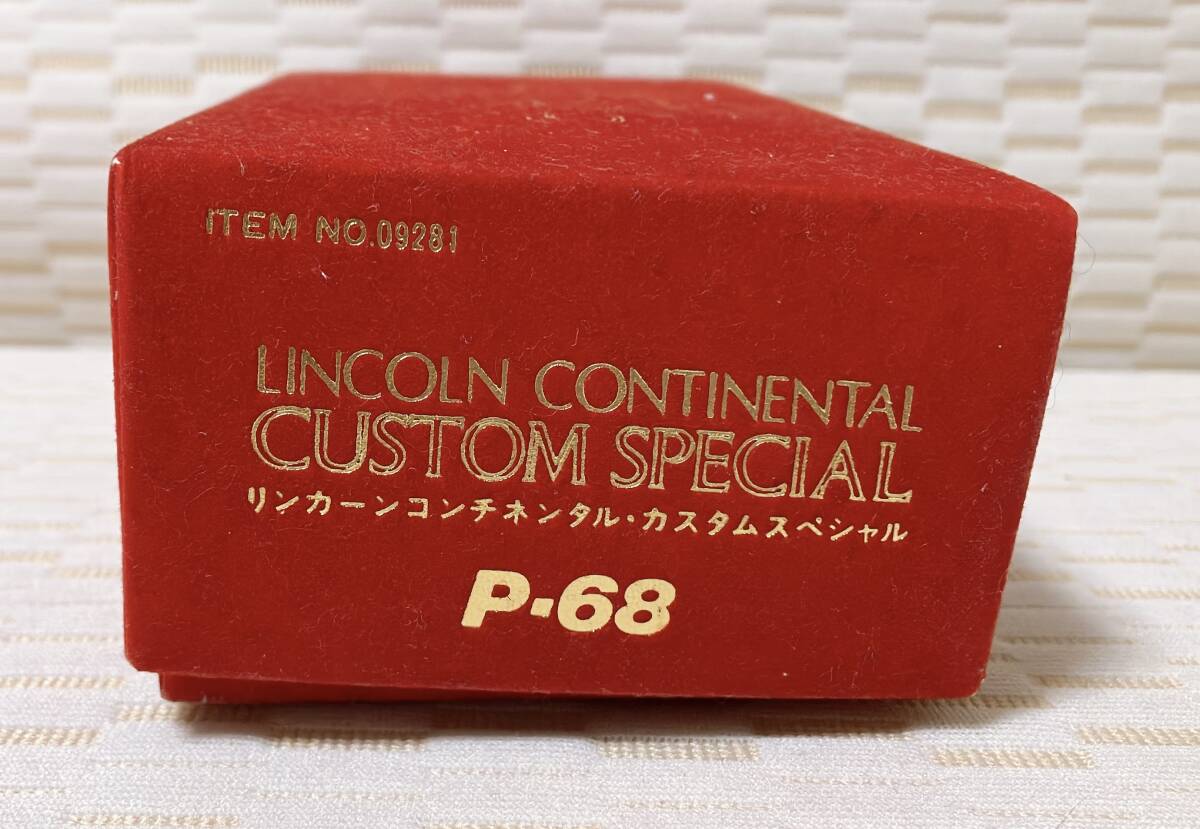 ITEM NO.09281
LINCOLN CONTINENTAL
CUSTOM SPECIAL
リンカーンコンチネンタル・カスタムスペシャル
P・68